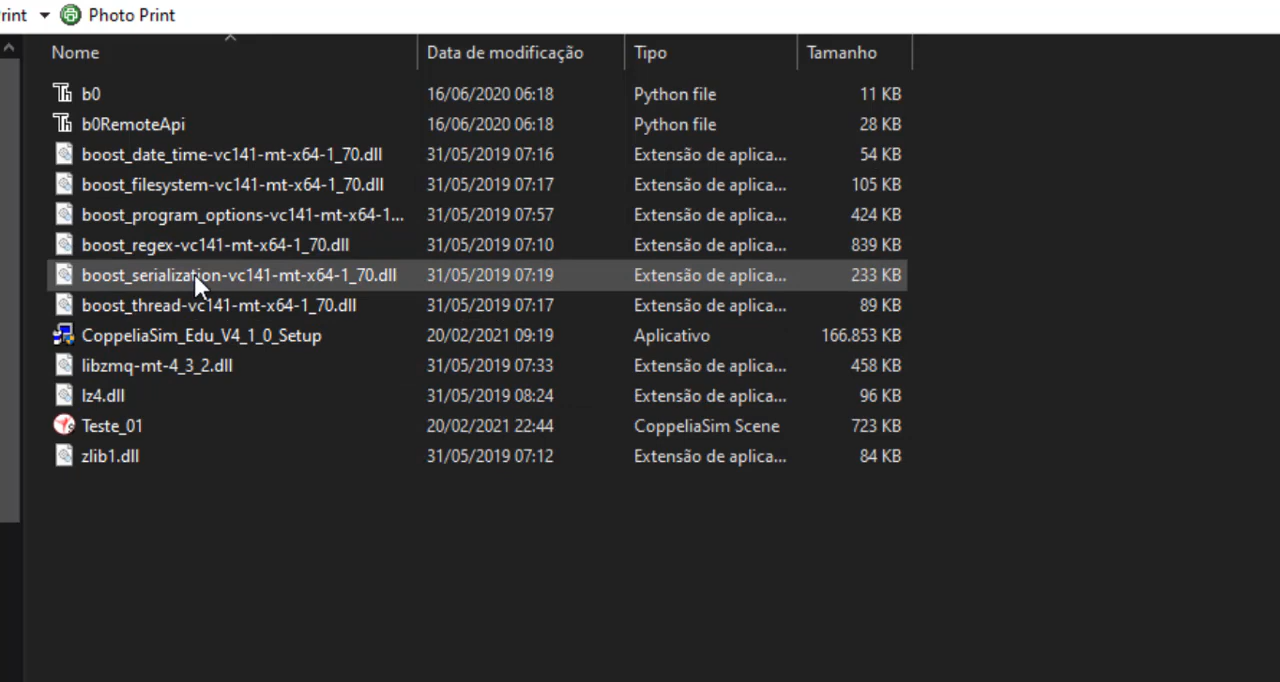 rint Photo Print
Nome Data de modificação Tipo Tamanho
b0 16/06/2020 06:18 Python file 11 KB
b0RemoteApi 16/06/2020 06:18 Python file 28 KB
boost_date_time-vc141-mt-x64-1_70.dll 31/05/2019 07:16 Extensão de aplica... 54 KB
boost_filesystem-vc141-mt-x64-1_70.dll 31/05/2019 07:17 Extensão de aplica... 105 KB
boost_program_options-vc141-mt-x64-1... 31/05/2019 07:57 Extensão de aplica... 424 KB
boost_regex-vc141-mt-x64-1_70.dll 31/05/2019 07:10 Extensão de aplica... 839 KB
boost_serialization-vc141-mt-x64-1_70.dll 31/05/2019 07:19 Extensão de aplica... 233 KB
boost_thread-vc141-mt-x64-1_70.dll 31/05/2019 07:17 Extensão de aplica... 89 KB
CoppeliaSim_Edu_V4_1_0_Setup 20/02/2021 09:19 Aplicativo 166.853 KB
libzmq-mt-4_3_2.dll 31/05/2019 07:33 Extensão de aplica... 458 KB
lz4.dll 31/05/2019 08:24 Extensão de aplica... 96 KB
Teste_01 20/02/2021 22:44 CoppeliaSim Scene 723 KB
zlib1.dll 31/05/2019 07:12 Extensão de aplica... 84 KB